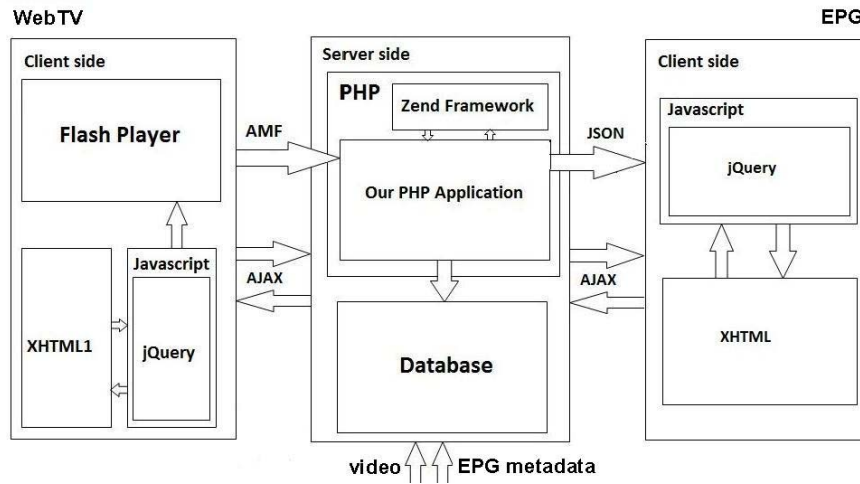 WebTV
EPG
Client side
Flash Player
XHTML1
Javascript
jQuery
AMF
AJAX
Server side
PHP
Zend Framework
Our PHP Application
Database
JSON
AJAX
Client side
Javascript
jQuery
XHTML
video
EPG metadata